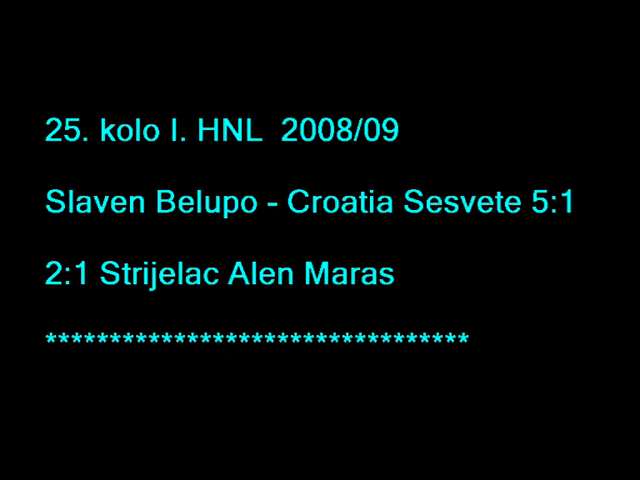 25. kolo I. HNL  2008/09
Slaven Belupo - Croatia Sesvete 5:1
2:1 Strijelac Alen Maras
*********************************